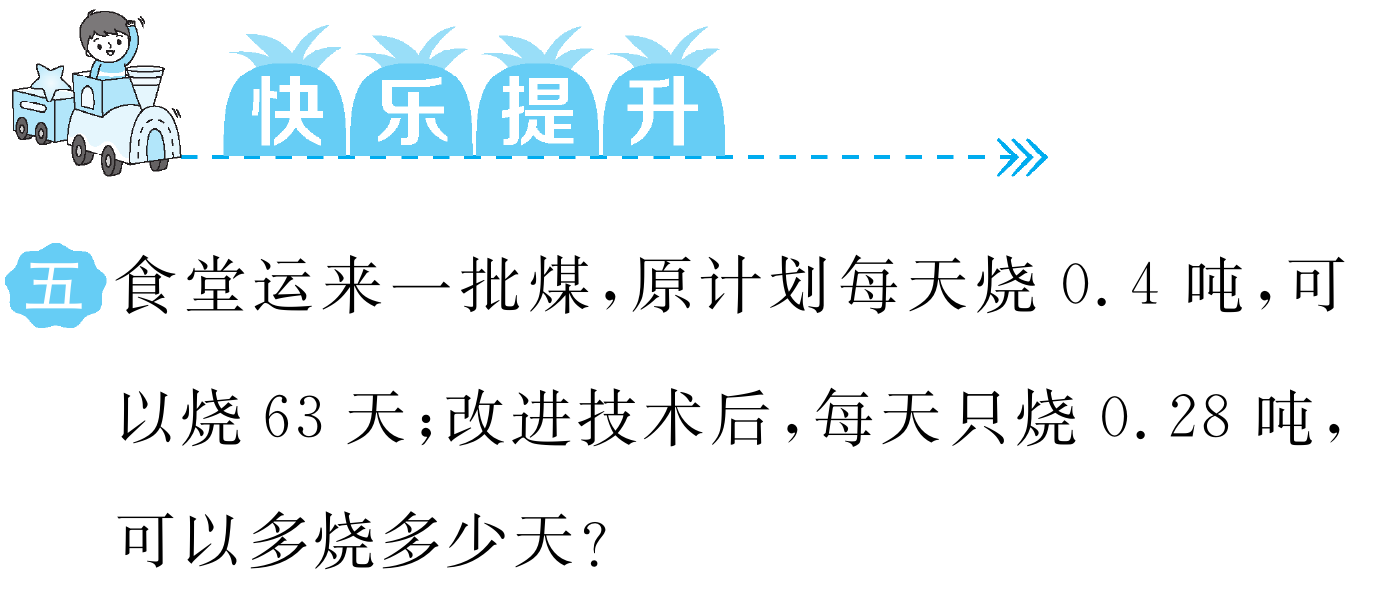 快乐提升
五 食堂运来一批煤,原计划每天烧 0.4 吨,可
以烧 63 天;改进技术后,每天只烧 0.28 吨,
可以多烧多少天?